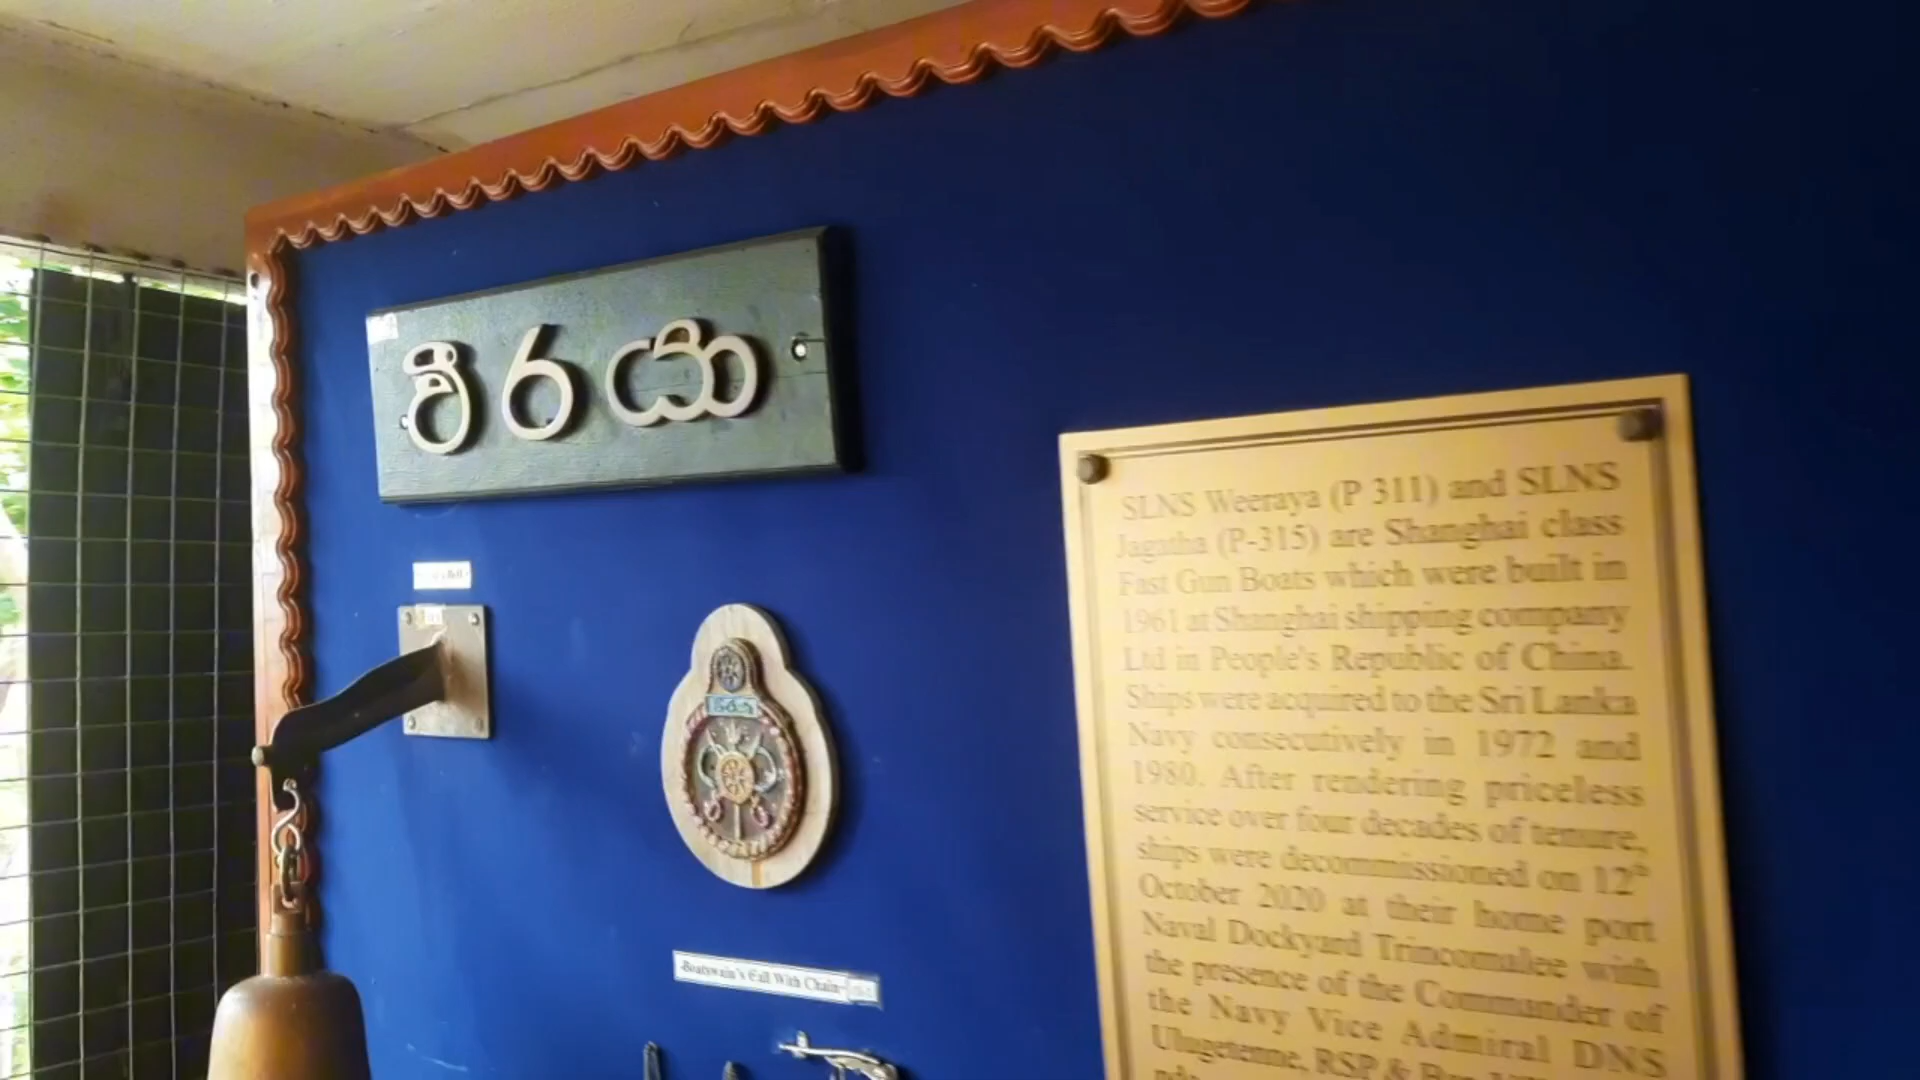 වීරයා
SLNS Weeraya (P 311) and SLNS
Jagatha (P-315) are Shanghai class
Fast Gun Boats which were built in
1961 at Shanghai shipping company
Ltd in People's Republic of China.
Ships were acquired to the Sri Lanka
Navy consecutively in 1972 and
1980. After rendering priceless
service over four decades of tenure,
ships were decommissioned on 12th
October 2020 at their home port
Naval Dockyard Trincomalee with
the presence of the Commander of
the Navy Vice Admiral DNS
Ulugetenne, RSP &
Boatswain's Call With Chain